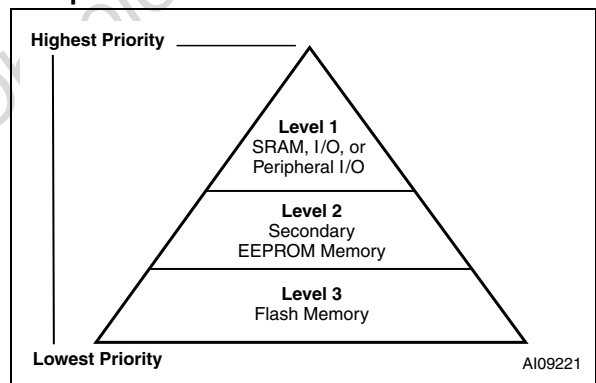 Highest Priority
Level 1
SRAM, I/O, or
Peripheral I/O
Level 2
Secondary
EEPROM Memory
Level 3
Flash Memory
Lowest Priority
AI09221